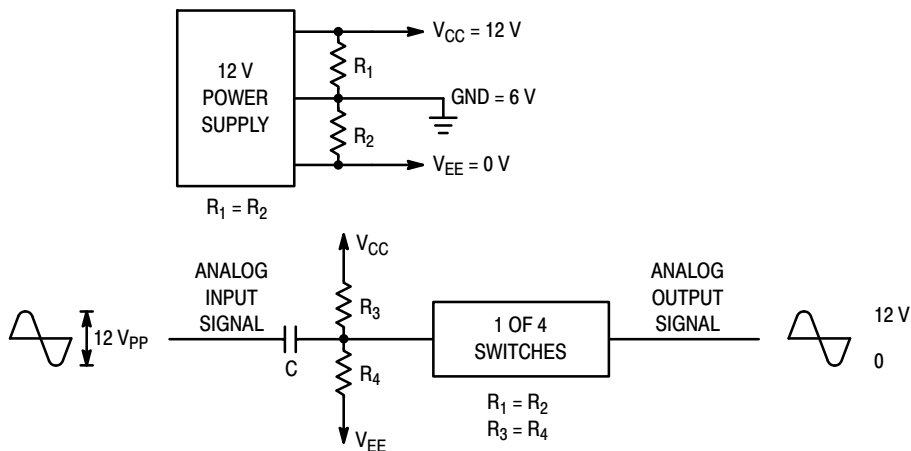 12 V
POWER
SUPPLY
V_CC = 12 V
R_1
GND = 6 V
R_2
V_EE = 0 V
R_1 = R_2
V_CC
ANALOG
INPUT
SIGNAL
12 V_PP
C
R_3
R_4
V_EE
1 OF 4
SWITCHES
R_1 = R_2
R_3 = R_4
ANALOG
OUTPUT
SIGNAL
12 V
0